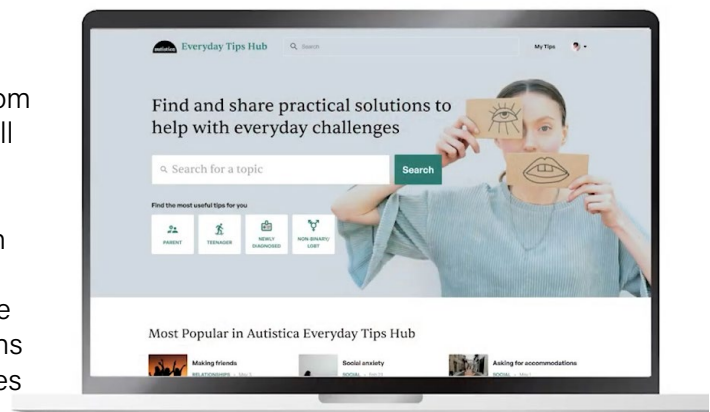 om
ll
n
e
ns
es
autistica Everyday Tips Hub
Search
My Tips
Find and share practical solutions to
help with everyday challenges
Search for a topic
Search
Find the most useful tips for you
PARENT
TEENAGER
NEWLY
DIAGNOSED
NON-BINARY/
LGBT
Most Popular in Autistica Everyday Tips Hub
Making friends
RELATIONSHIPS
Social anxiety
SOCIAL
Asking for accommodations
SOCIAL